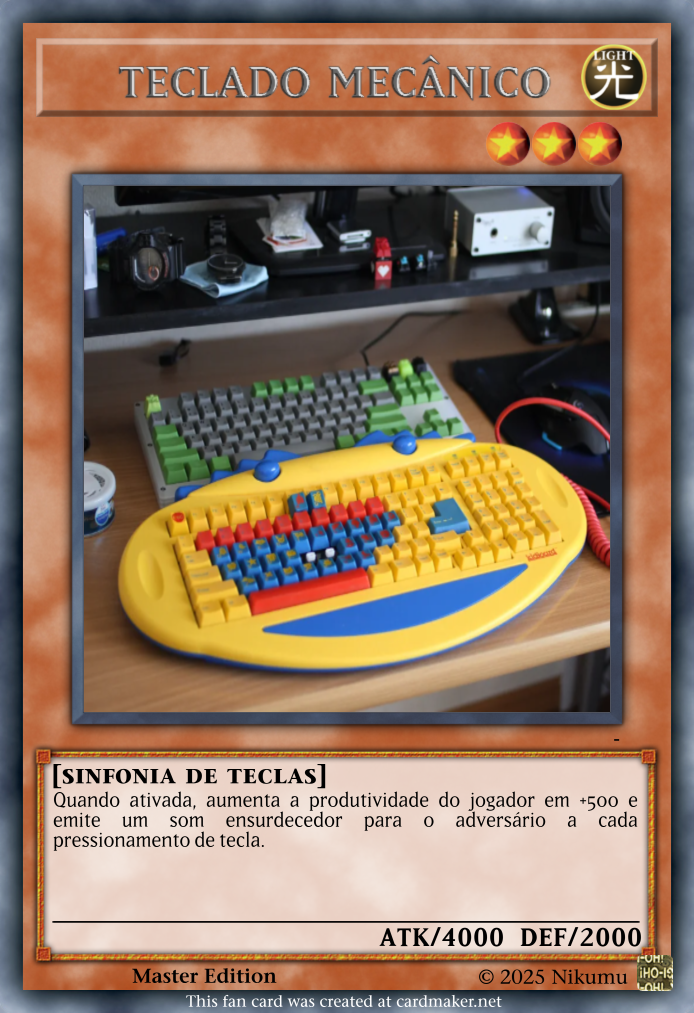 TECLADO MECÂNICO
LIGHT
光
-
[SINFONIA DE TECLAS]
Quando ativada, aumenta a produtividade do jogador em +500 e
emite um som ensurdecedor para o adversário a cada
pressionamento de tecla.
ATK/4000 DEF/2000
Master Edition
© 2025 Nikumu
This fan card was created at cardmaker.net